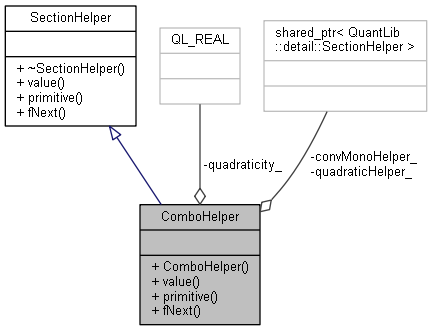 SectionHelper
+ ~SectionHelper()
+ value()
+ primitive()
+ fNext()
QL_REAL
shared_ptr< QuantLib
::detail::SectionHelper >
-quadraticity_
-convMonoHelper_
-quadraticHelper_
ComboHelper
+ ComboHelper()
+ value()
+ primitive()
+ fNext()